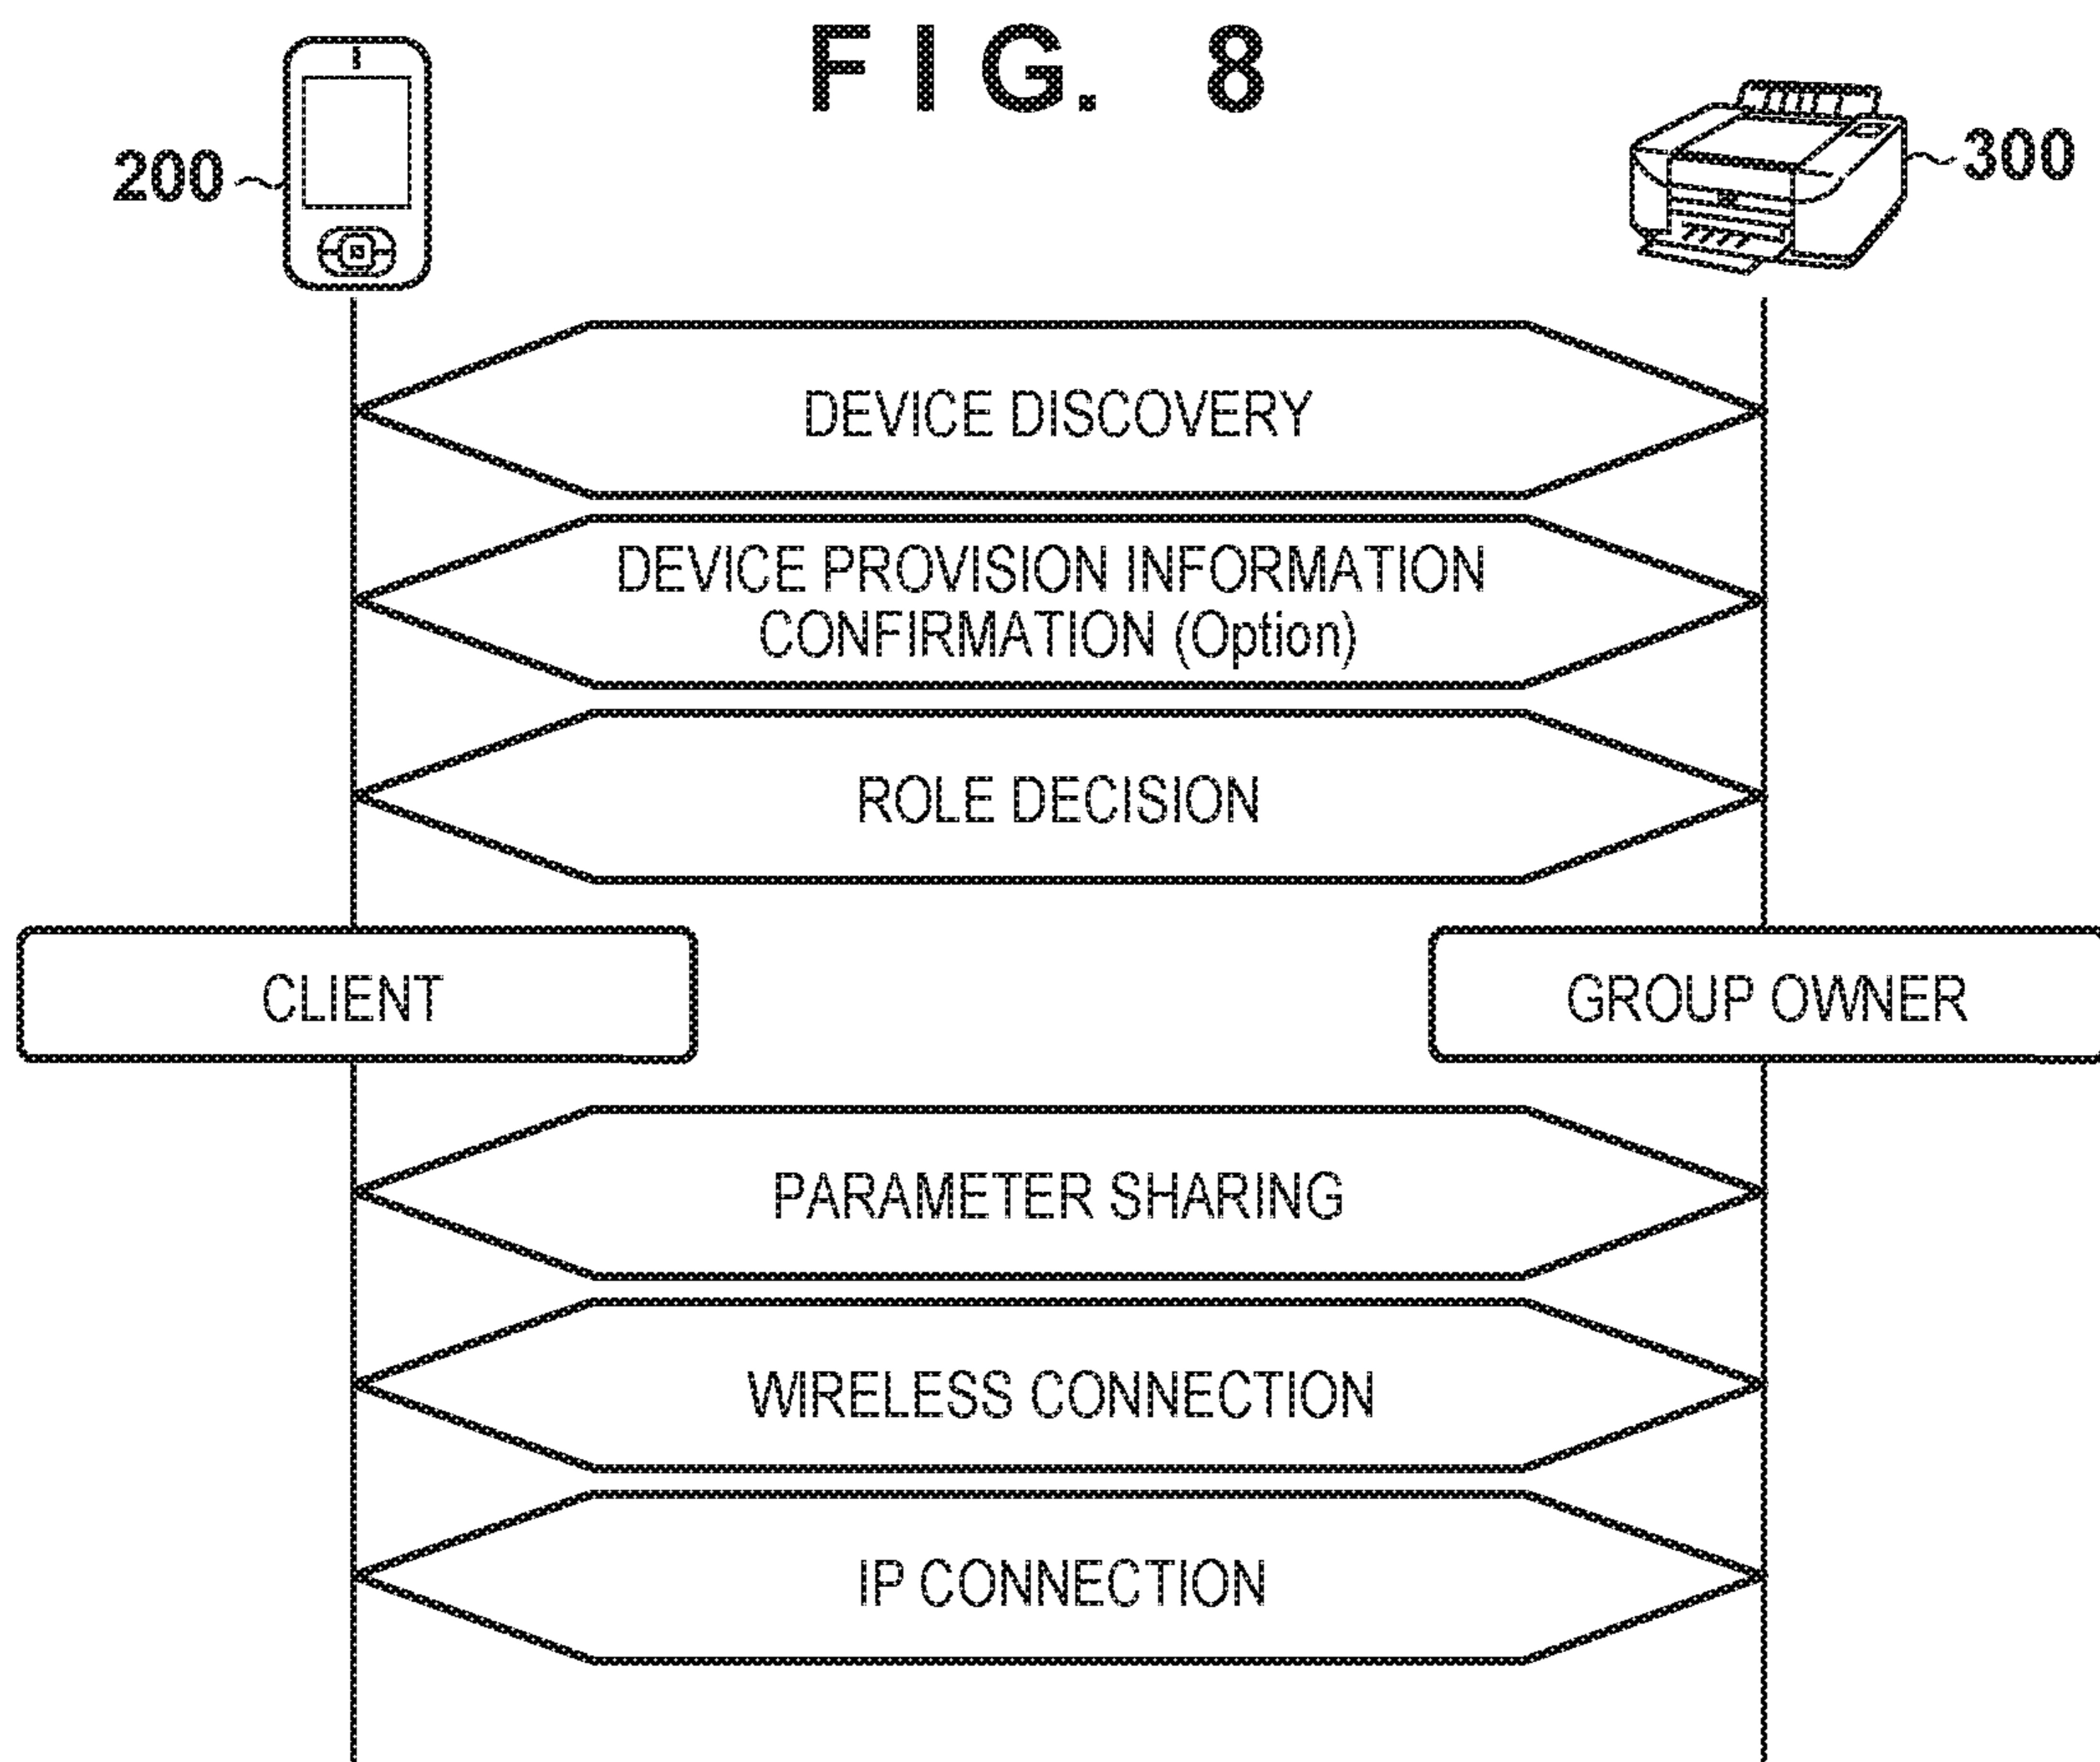 FIG. 8
200
300
DEVICE DISCOVERY
DEVICE PROVISION INFORMATION
CONFIRMATION (Option)
ROLE DECISION
CLIENT
GROUP OWNER
PARAMETER SHARING
WIRELESS CONNECTION
IP CONNECTION